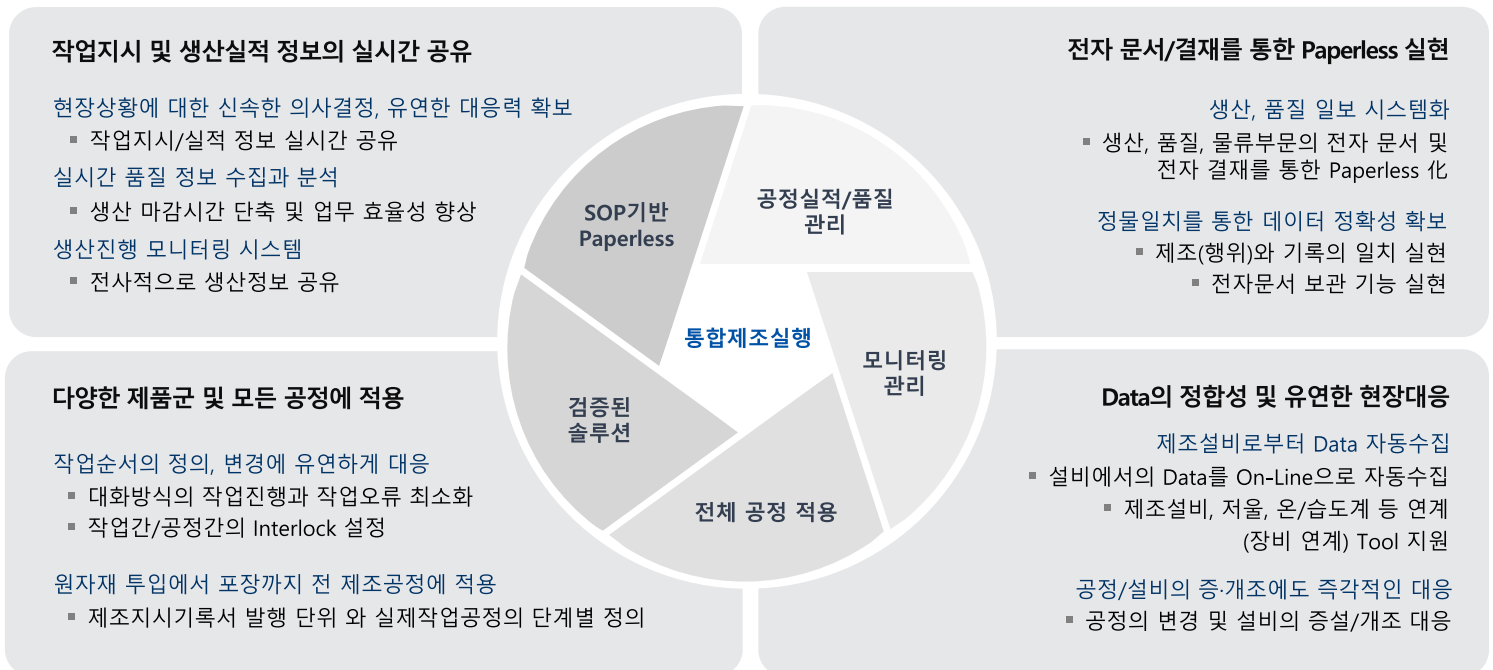 작업지시 및 생산실적 정보의 실시간 공유
현장상황에 대한 신속한 의사결정, 유연한 대응력 확보
▪ 작업지시/실적 정보 실시간 공유
실시간 품질 정보 수집과 분석
▪ 생산 마감시간 단축 및 업무 효율성 향상
생산진행 모니터링 시스템
▪ 전사적으로 생산정보 공유
전자 문서/결재를 통한 Paperless 실현
생산, 품질 일보 시스템화
▪ 생산, 품질, 물류부문의 전자 문서 및
전자 결재를 통한 Paperless 化
정물일치를 통한 데이터 정확성 확보
▪ 제조(행위)와 기록의 일치 실현
▪ 전자문서 보관 기능 실현
SOP기반
Paperless
공정실적/품질
관리
통합제조실행
모니터링
관리
검증된
솔루션
전체 공정 적용
다양한 제품군 및 모든 공정에 적용
작업순서의 정의, 변경에 유연하게 대응
▪ 대화방식의 작업진행과 작업오류 최소화
▪ 작업간/공정간의 Interlock 설정
원자재 투입에서 포장까지 전 제조공정에 적용
▪ 제조지시기록서 발행 단위 와 실제작업공정의 단계별 정의
Data의 정합성 및 유연한 현장대응
제조설비로부터 Data 자동수집
▪ 설비에서의 Data를 On-Line으로 자동수집
▪ 제조설비, 저울, 온/습도계 등 연계
(장비 연계) Tool 지원
공정/설비의 증·개조에도 즉각적인 대응
▪ 공정의 변경 및 설비의 증설/개조 대응